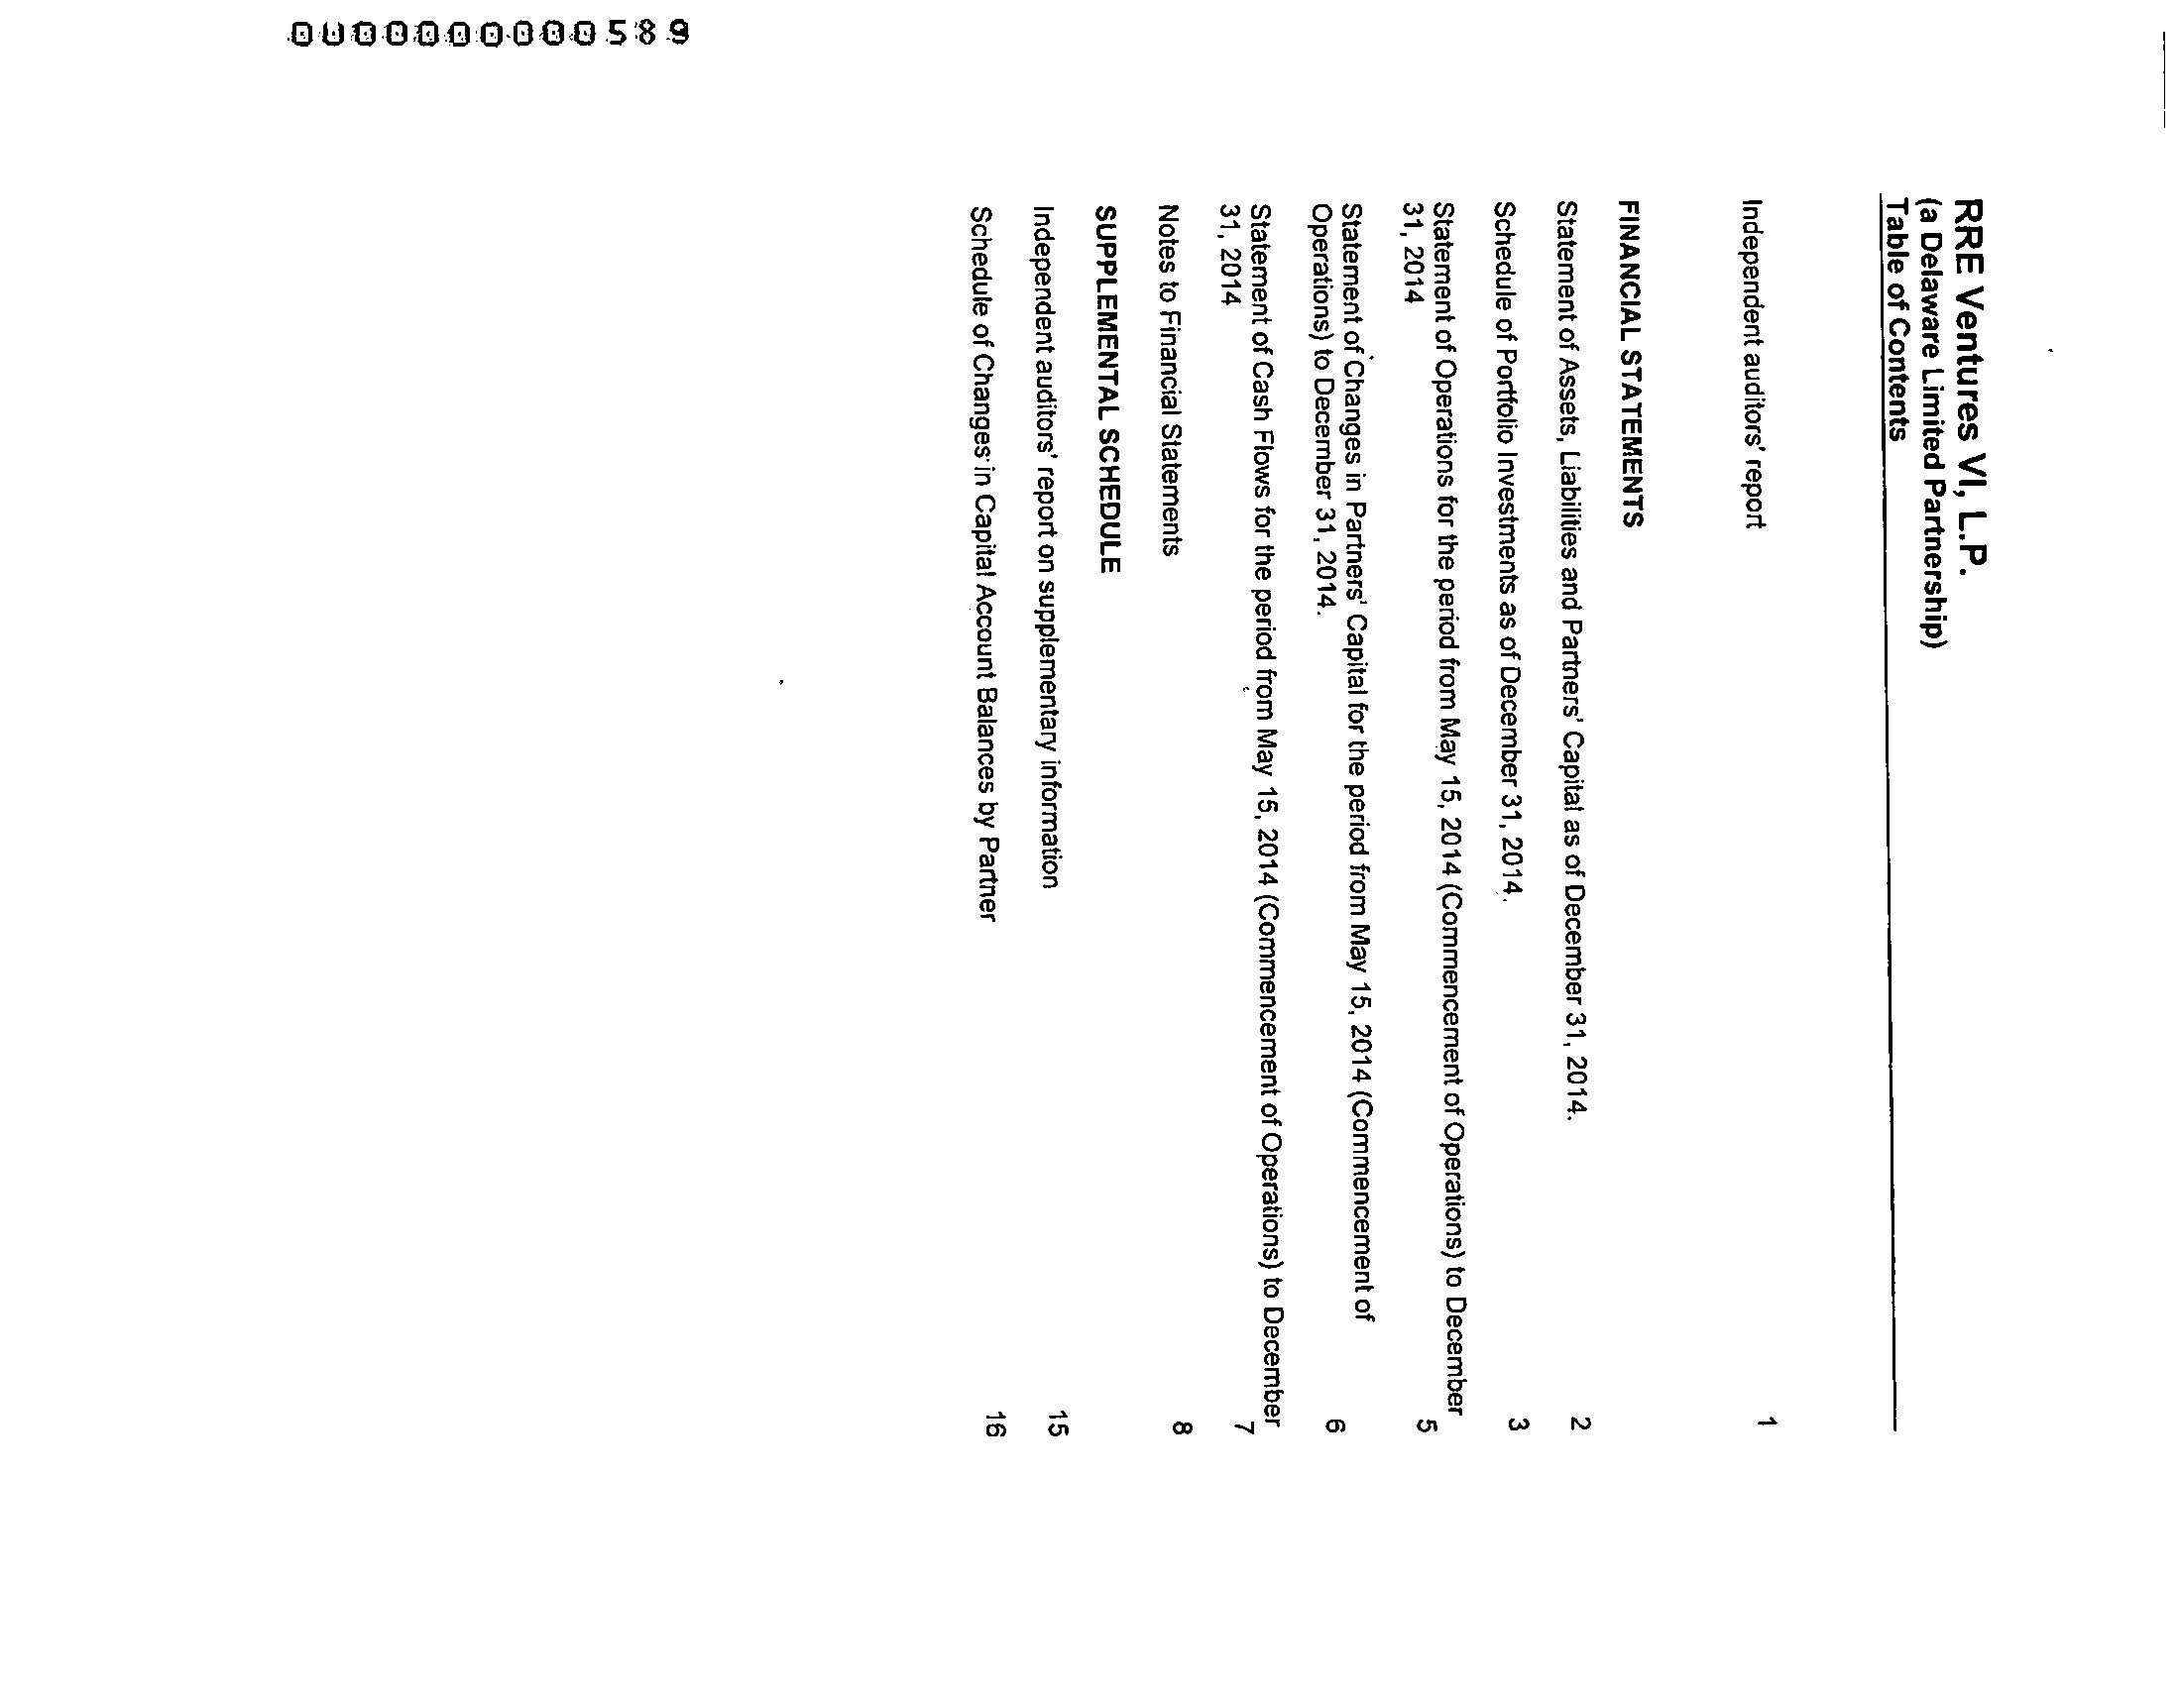 RRE Ventures VI, L.P.
(a Delaware Limited Partnership)
Table of Contents
Independent auditors' report 1
FINANCIAL STATEMENTS
Statement of Assets, Liabilities and Partners' Capital as of December 31, 2014. 2
Schedule of Portfolio Investments as of December 31, 2014. 3
Statement of Operations for the period from May 15, 2014 (Commencement of Operations) to December
31, 2014 5
Statement of Changes in Partners' Capital for the period from May 15, 2014 (Commencement of
Operations) to December 31, 2014. 6
Statement of Cash Flows for the period from May 15, 2014 (Commencement of Operations) to December
31, 2014 7
Notes to Financial Statements 8
SUPPLEMENTAL SCHEDULE
Independent auditors' report on supplementary information 15
Schedule of Changes in Capital Account Balances by Partner 16
0000000000589